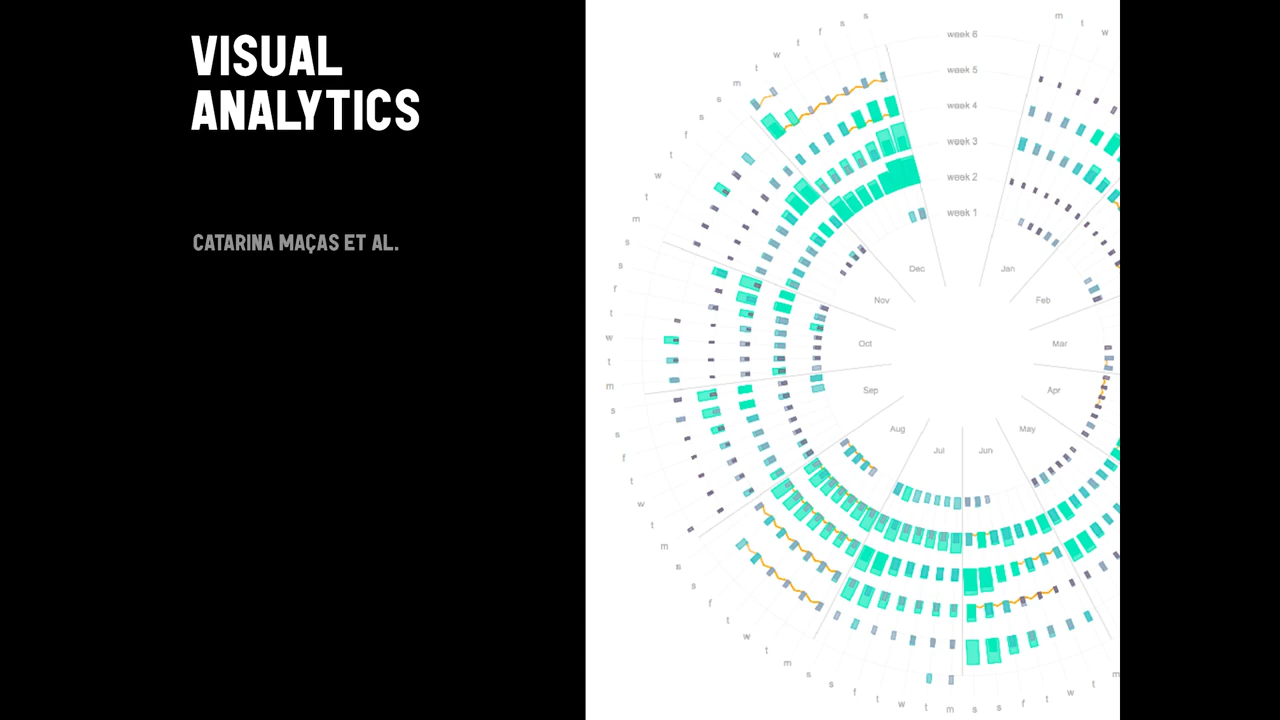 VISUAL
ANALYTICS
CATARINA MAÇAS ET AL.
week 6
week 5
week 4
week 3
week 2
week 1
Dec
Jan
Nov
Feb
Oct
Mar
Sep
Apr
Aug
May
Jul
Jun
m
t
w
s
s
f
t
w
t
m
s
s
f
t
w
t
m
s
s
f
t
w
t
m
s
s
f
t
w
t
m
s
s
f
t
w
t
m
s
s
f
t
w
t
m
s
s
f
t
w
t
m